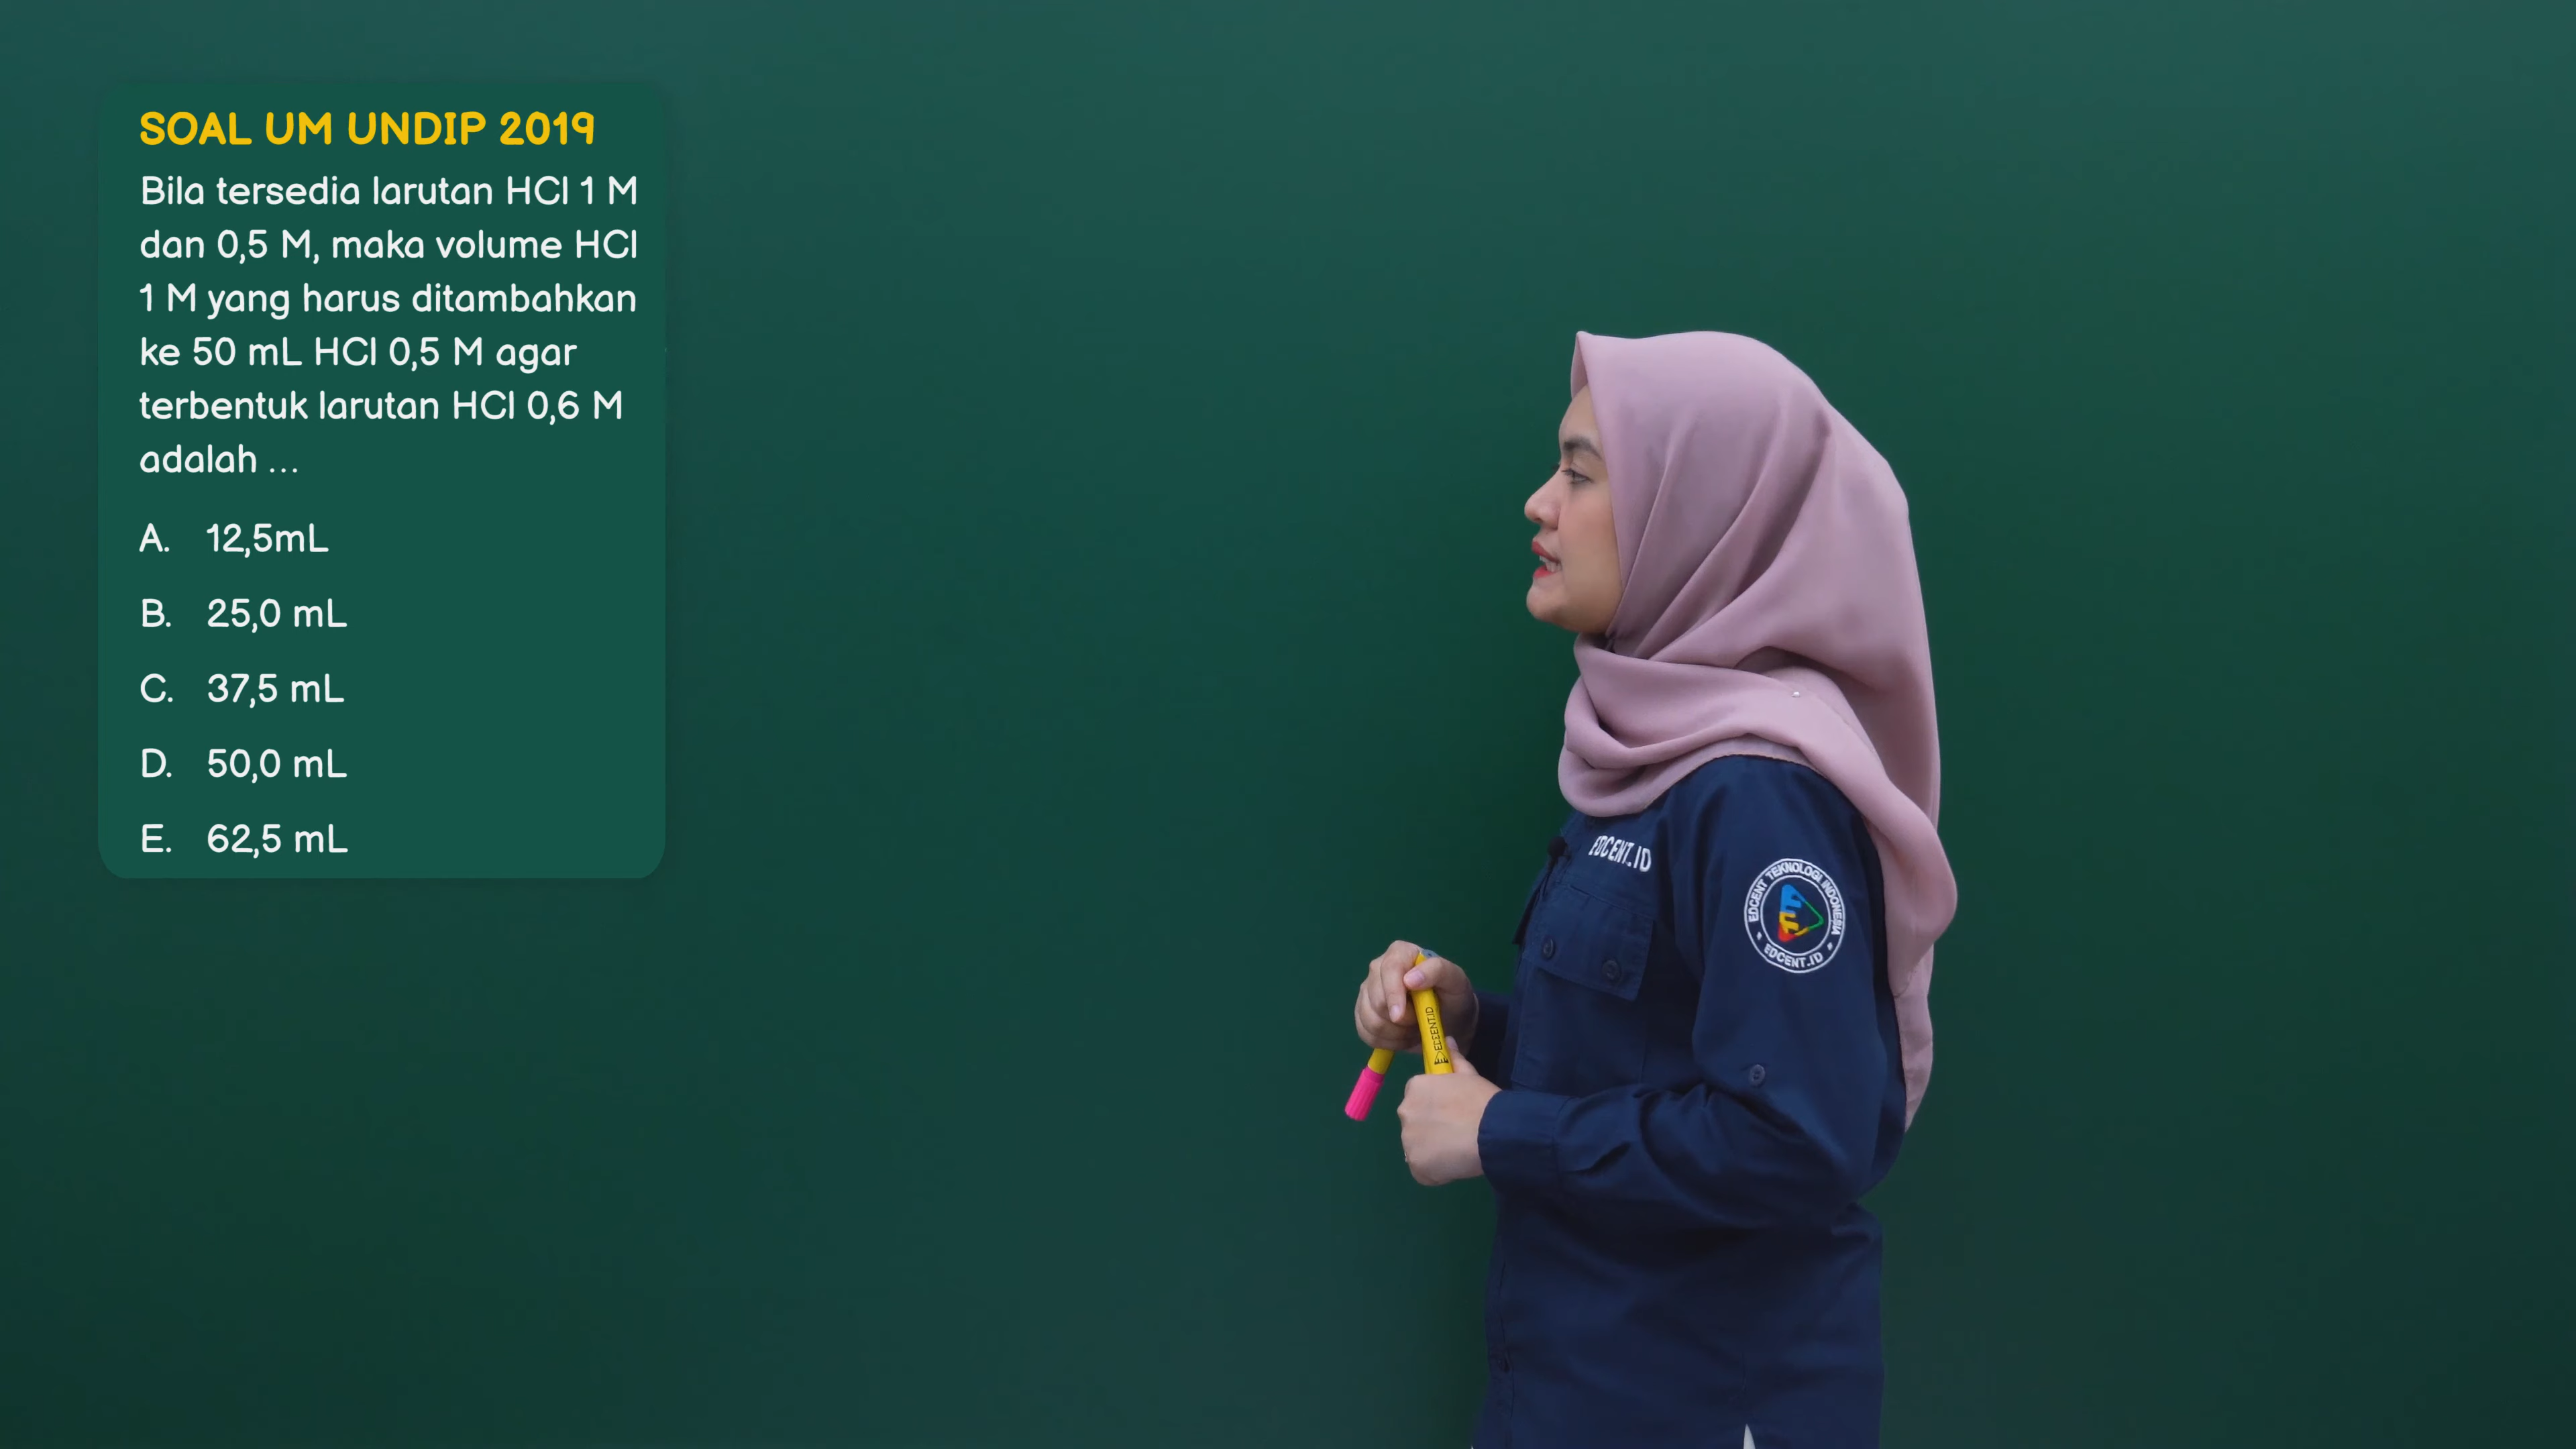 SOAL UM UNDIP 2019
Bila tersedia larutan HCl 1 M
dan 0,5 M, maka volume HCl
1 M yang harus ditambahkan
ke 50 mL HCl 0,5 M agar
terbentuk larutan HCl 0,6 M
adalah ...
A. 12,5mL
B. 25,0 mL
C. 37,5 mL
D. 50,0 mL
E. 62,5 mL
EDCENT.ID
EDCENT TEKNOLOGI INDONESIA
EDCENT.ID
EDCENT.ID